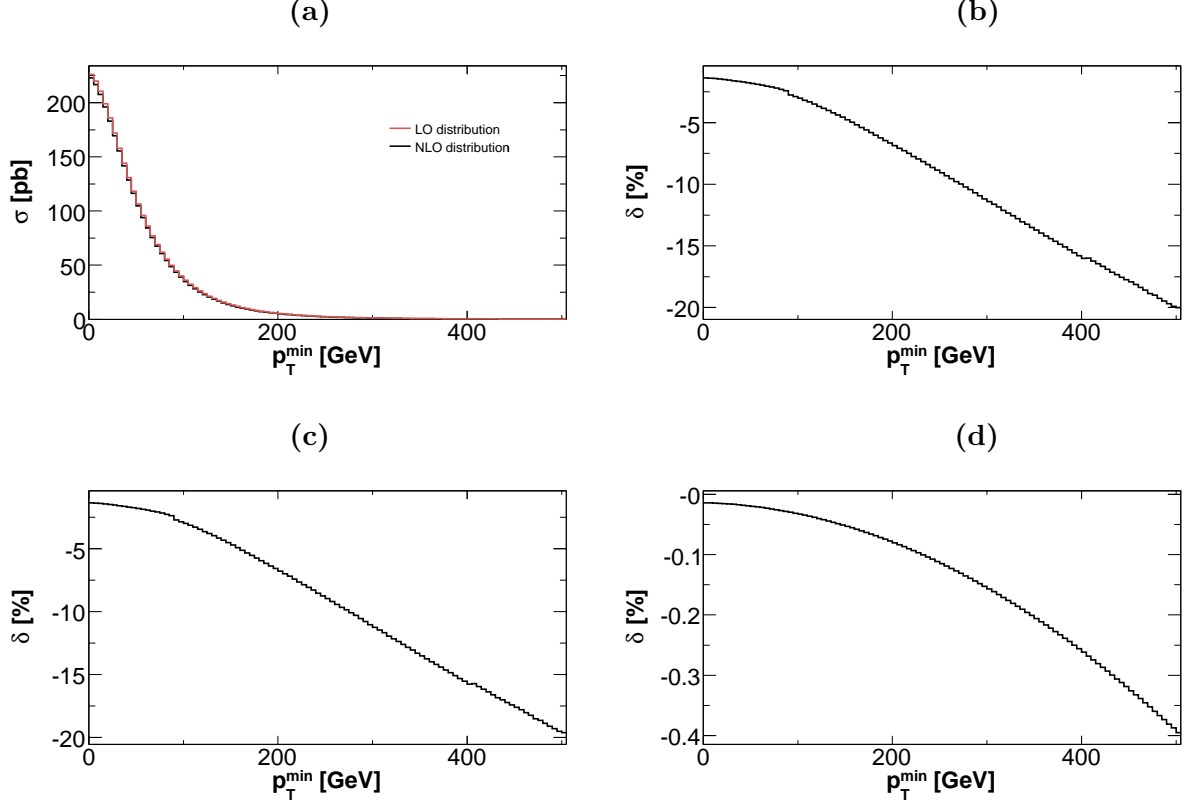 (a)
σ [pb]
200
150
100
50
0
LO distribution
NLO distribution
0 200 400
p_T^min [GeV]
(b)
δ [%]
-5
-10
-15
-20
0 200 400
p_T^min [GeV]
(c)
δ [%]
-5
-10
-15
-20
0 200 400
p_T^min [GeV]
(d)
δ [%]
-0
-0.1
-0.2
-0.3
-0.4
0 200 400
p_T^min [GeV]